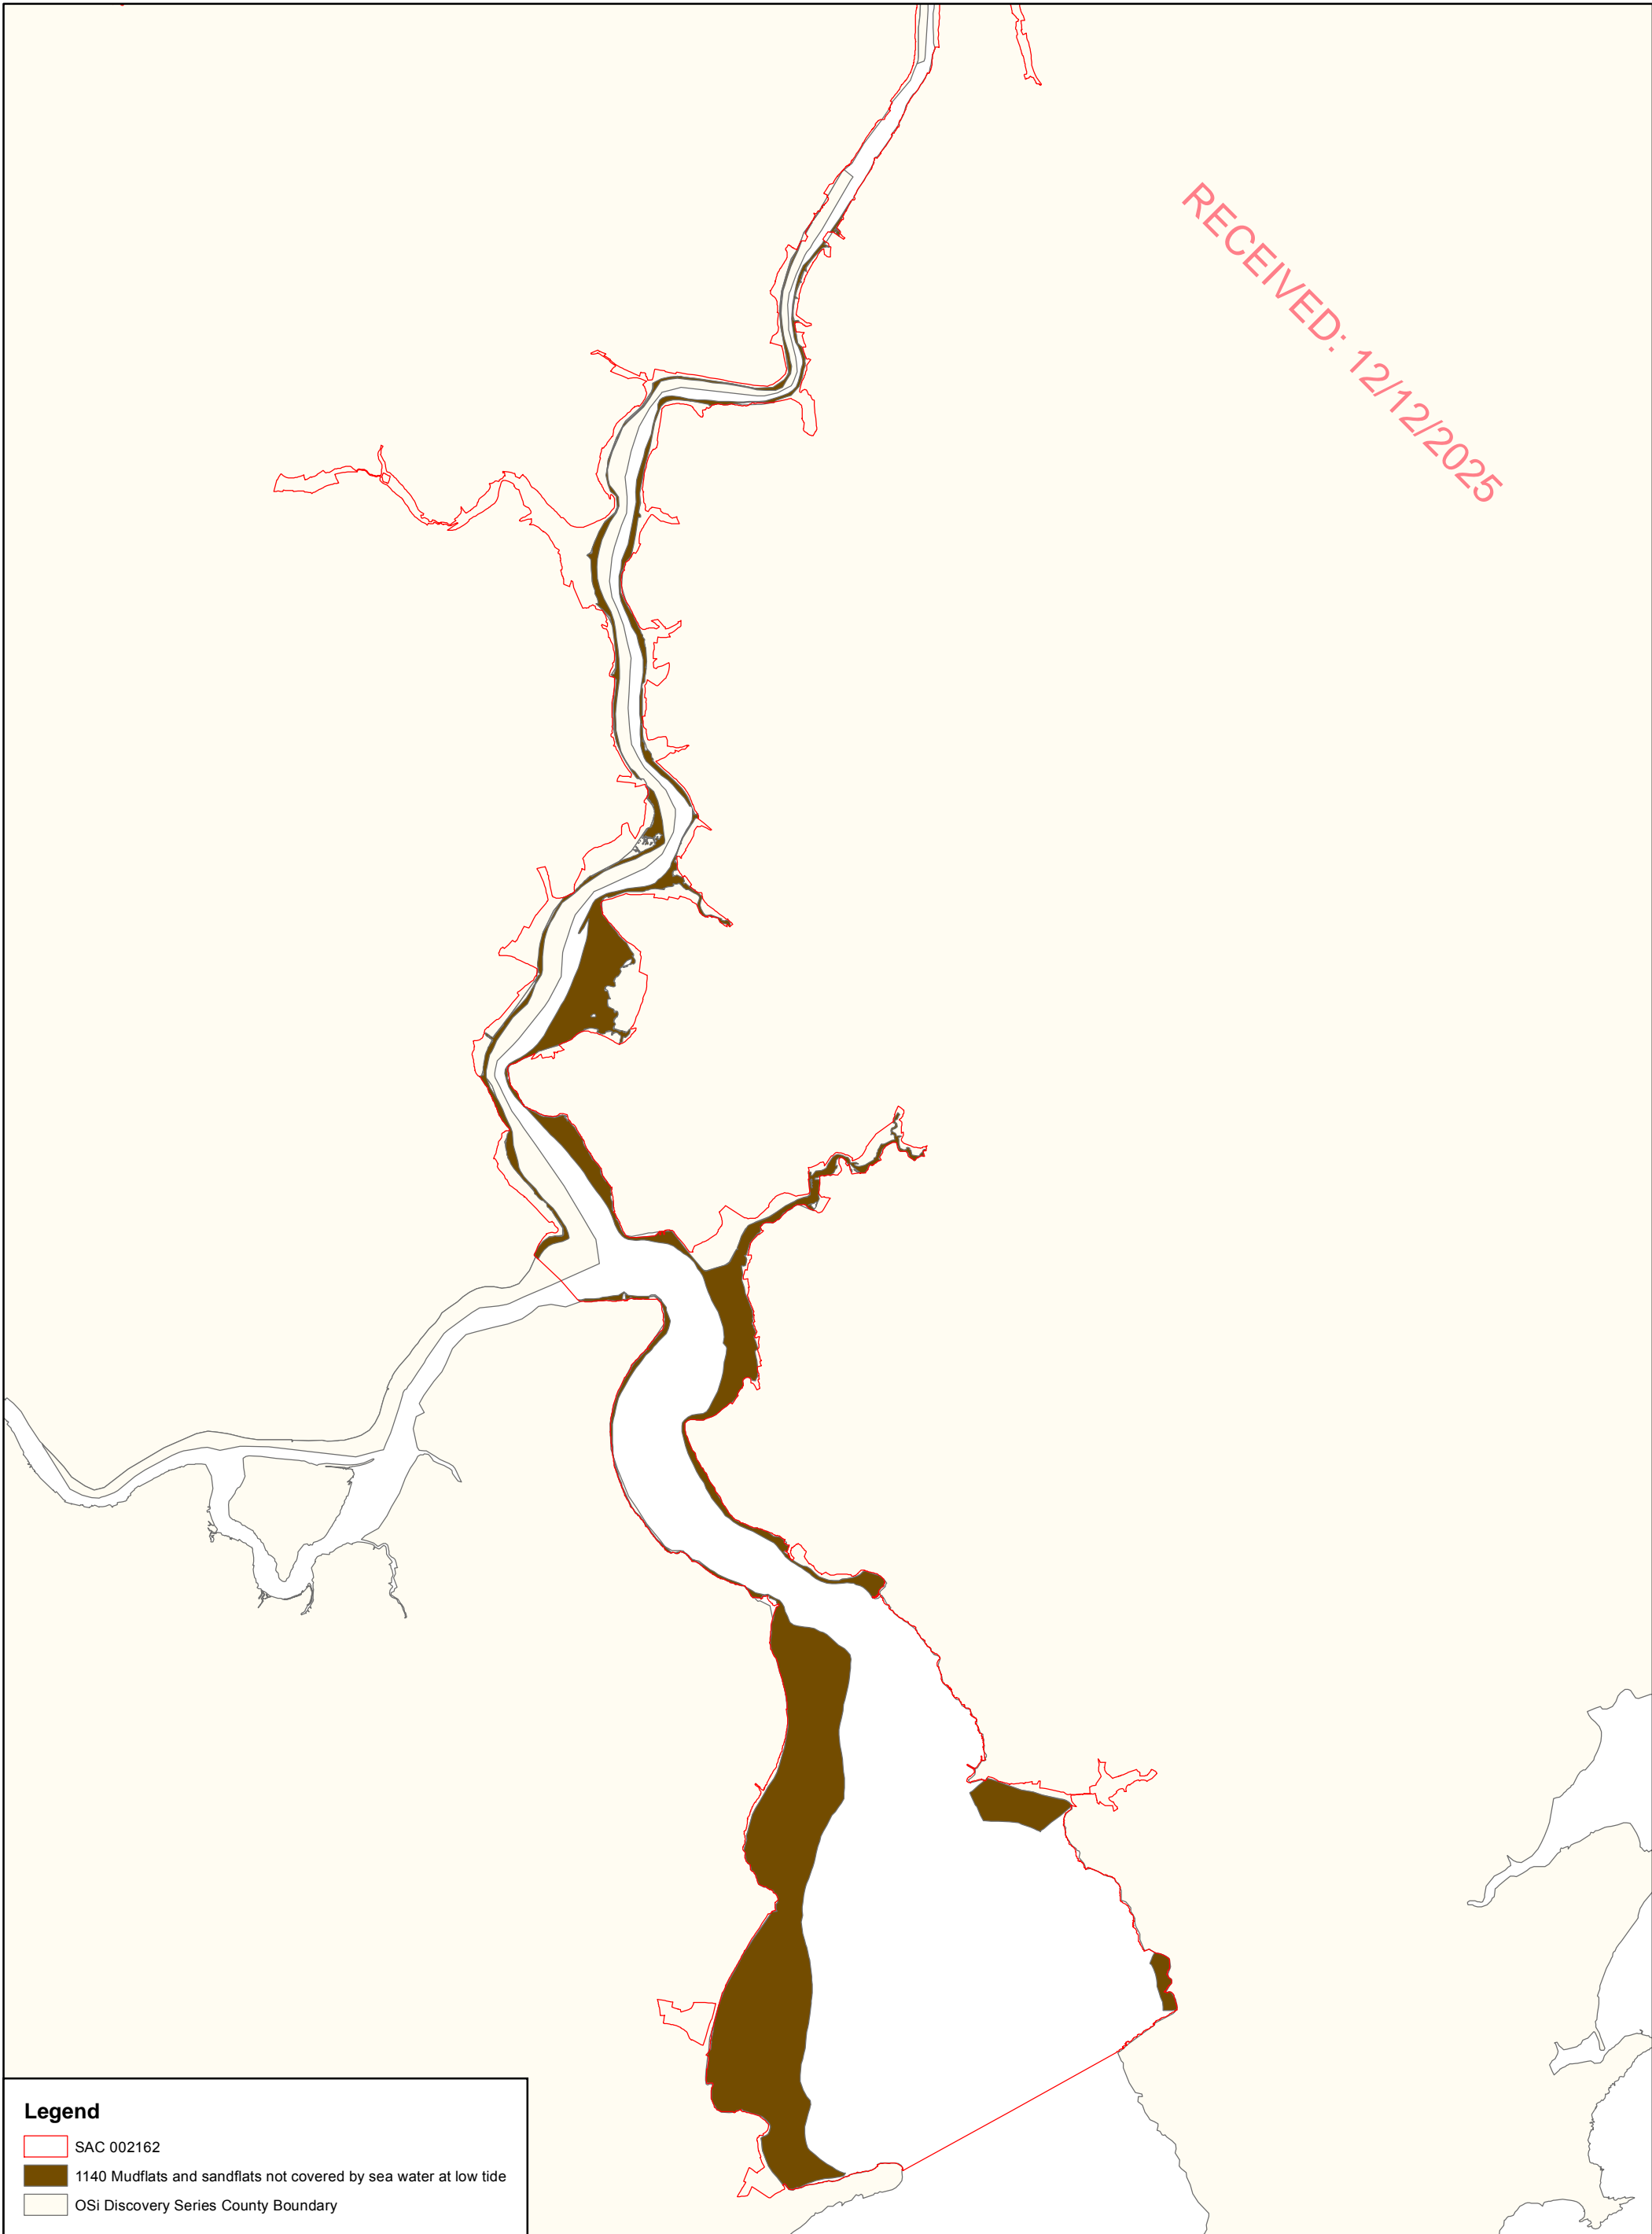 RECEIVED: 12/12/2025
Legend
SAC 002162
1140 Mudflats and sandflats not covered by sea water at low tide
OSi Discovery Series County Boundary